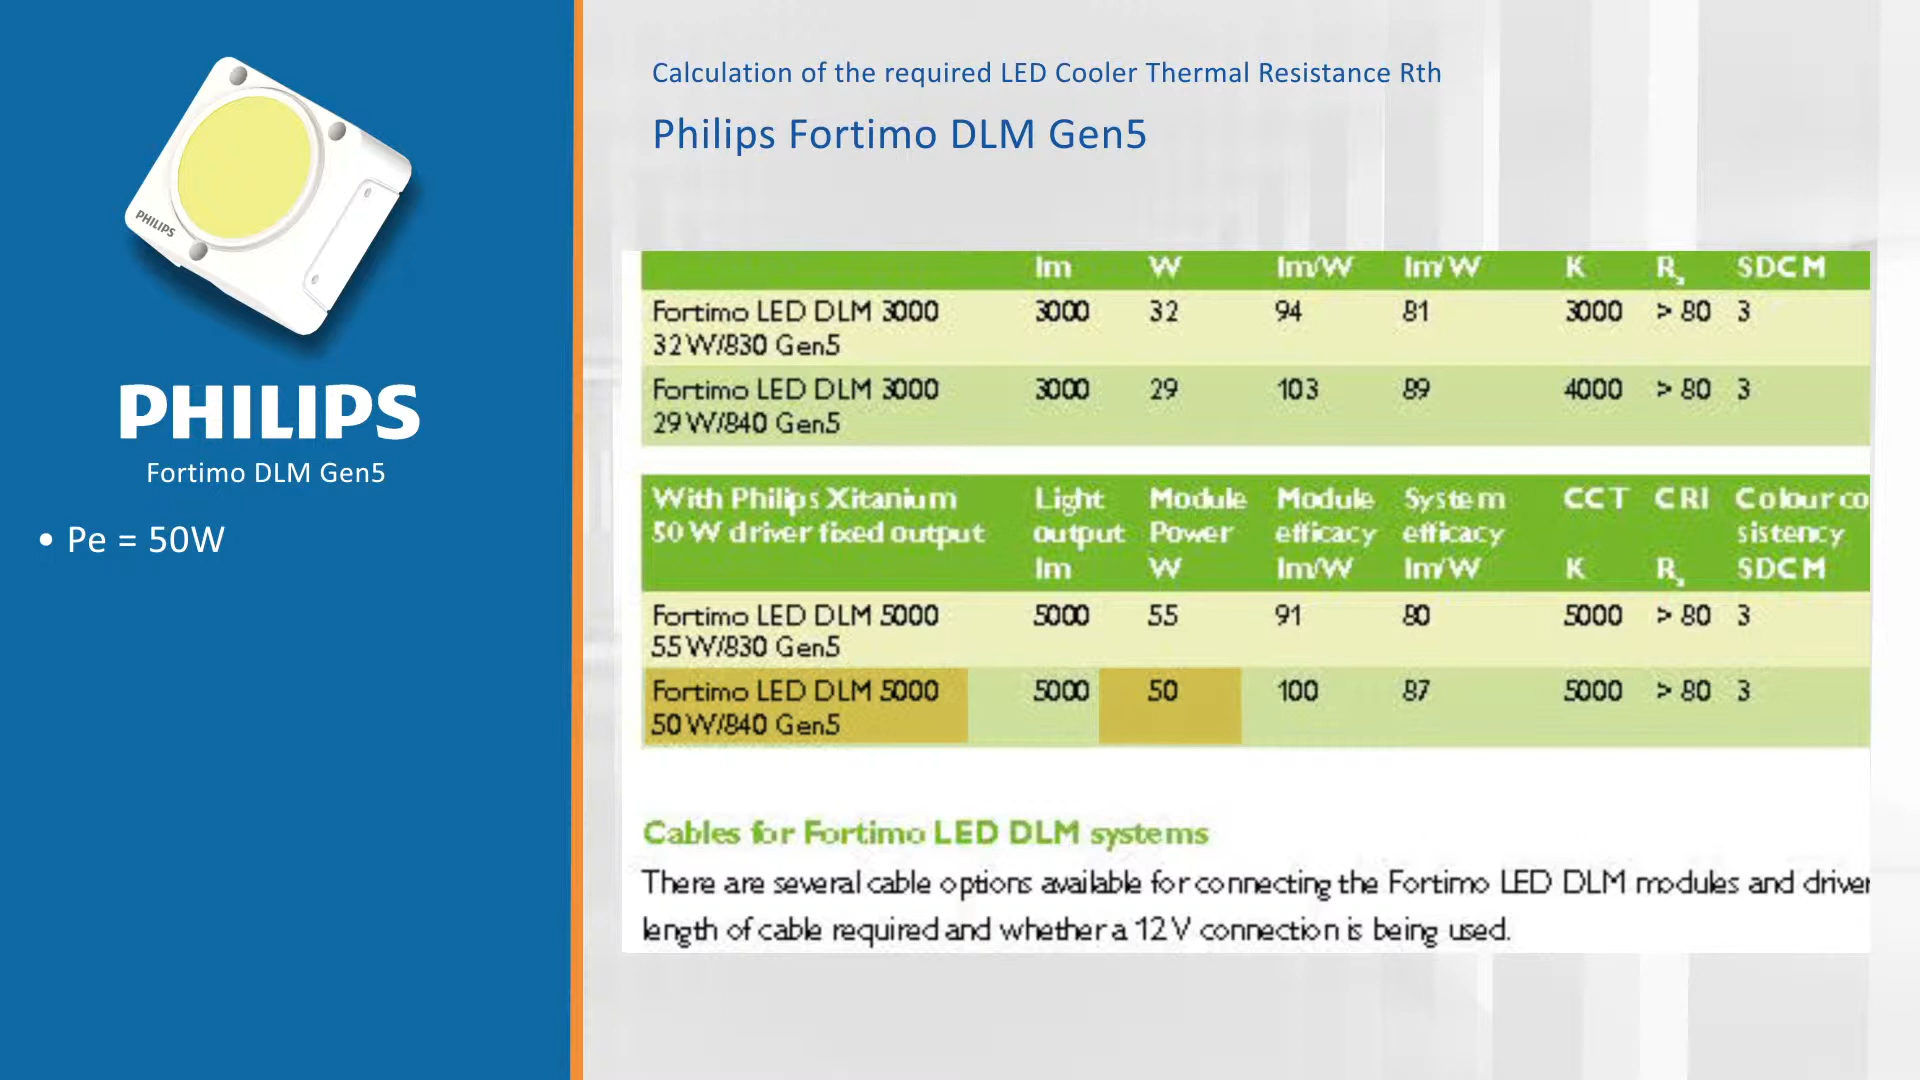 PHILIPS
PHILIPS
Fortimo DLM Gen5
• Pe = 50W
Calculation of the required LED Cooler Thermal Resistance Rth
Philips Fortimo DLM Gen5
lm W lm/W lm/W K Ra SDCM
Fortimo LED DLM 3000 3000 32 94 81 3000 > 80 3
32 W/830 Gen5
Fortimo LED DLM 3000 3000 29 103 89 4000 > 80 3
29 W/840 Gen5
With Philips Xitanium Light Module Module System CCT CRI Colour co
50 W driver fixed output output Power efficacy efficacy sistency
lm W lm/W lm/W K Ra SDCM
Fortimo LED DLM 5000 5000 55 91 80 5000 > 80 3
55 W/830 Gen5
Fortimo LED DLM 5000 5000 50 100 87 5000 > 80 3
50 W/840 Gen5
Cables for Fortimo LED DLM systems
There are several cable options available for connecting the Fortimo LED DLM modules and driver
length of cable required and whether a 12 V connection is being used.